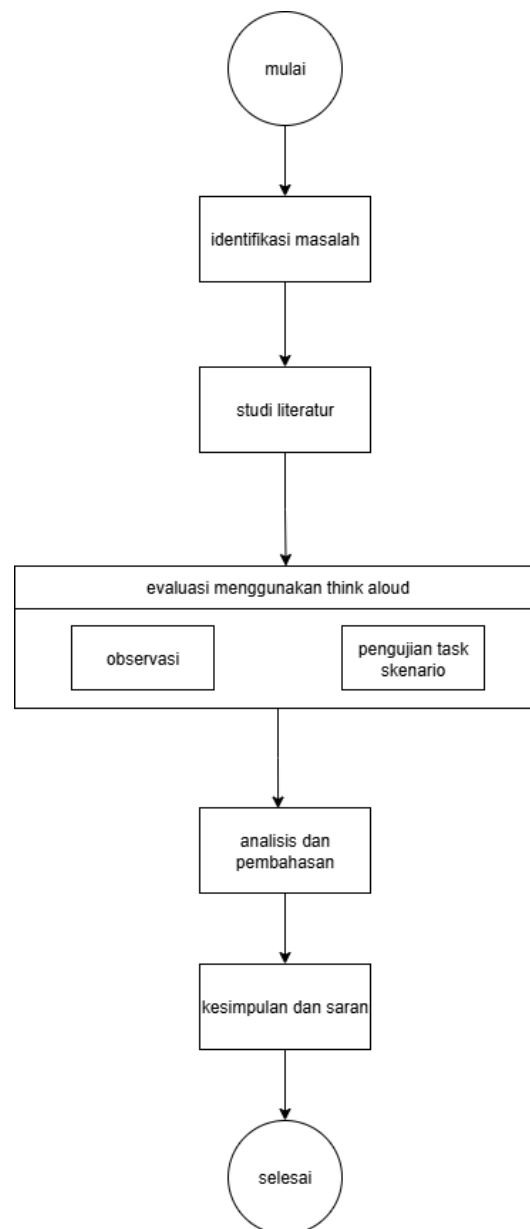 mulai
identifikasi masalah
studi literatur
evaluasi menggunakan think aloud
observasi
pengujian task
skenario
analisis dan
pembahasan
kesimpulan dan saran
selesai